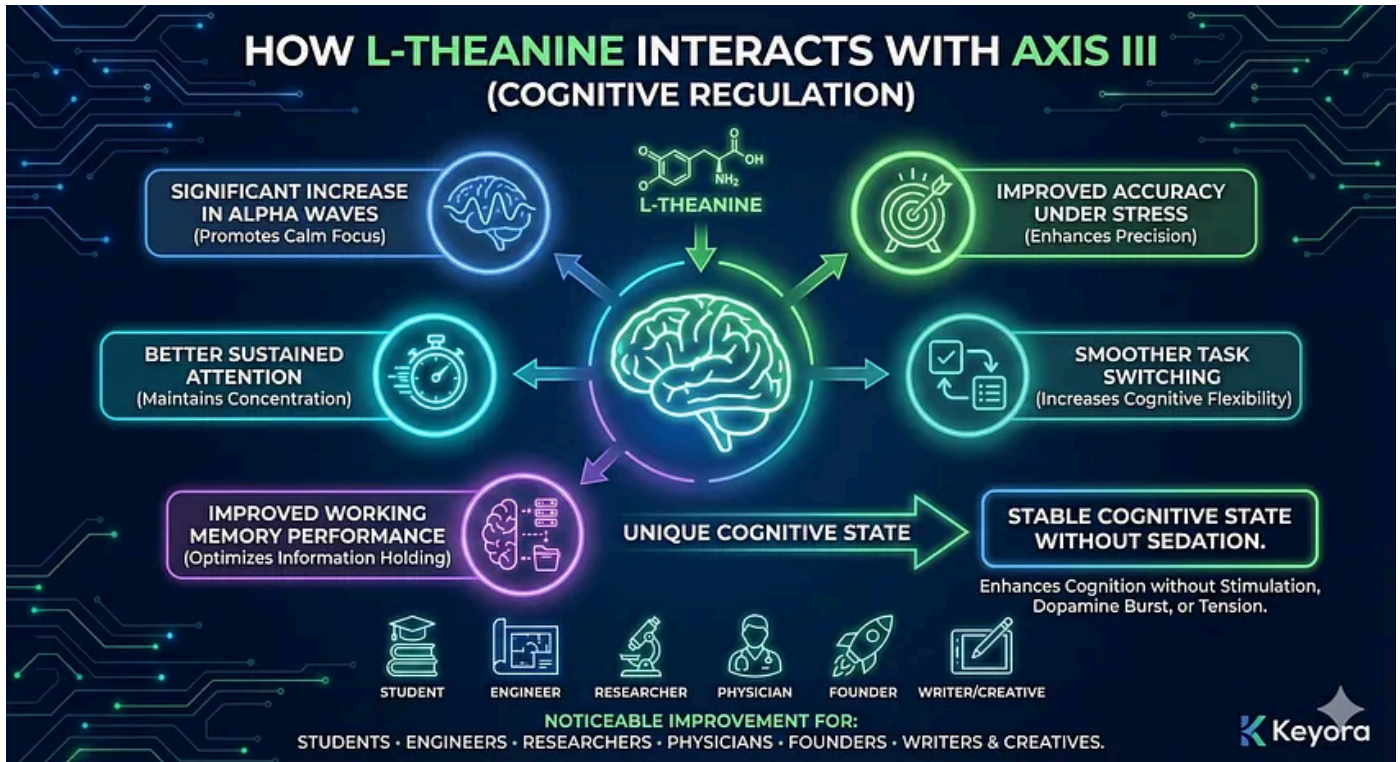 HOW L-THEANINE INTERACTS WITH AXIS III
(COGNITIVE REGULATION)
O
O
O
OH
NH₂
L-THEANINE
SIGNIFICANT INCREASE
IN ALPHA WAVES
(Promotes Calm Focus)
IMPROVED ACCURACY
UNDER STRESS
(Enhances Precision)
BETTER SUSTAINED
ATTENTION
(Maintains Concentration)
SMOOTHER TASK
SWITCHING
(Increases Cognitive Flexibility)
IMPROVED WORKING
MEMORY PERFORMANCE
(Optimizes Information Holding)
UNIQUE COGNITIVE STATE
STABLE COGNITIVE STATE
WITHOUT SEDATION.
Enhances Cognition without Stimulation,
Dopamine Burst, or Tension.
STUDENT
ENGINEER
RESEARCHER
PHYSICIAN
FOUNDER
WRITER/CREATIVE
NOTICEABLE IMPROVEMENT FOR:
STUDENTS · ENGINEERS · RESEARCHERS · PHYSICIANS · FOUNDERS · WRITERS & CREATIVES.
Keyora